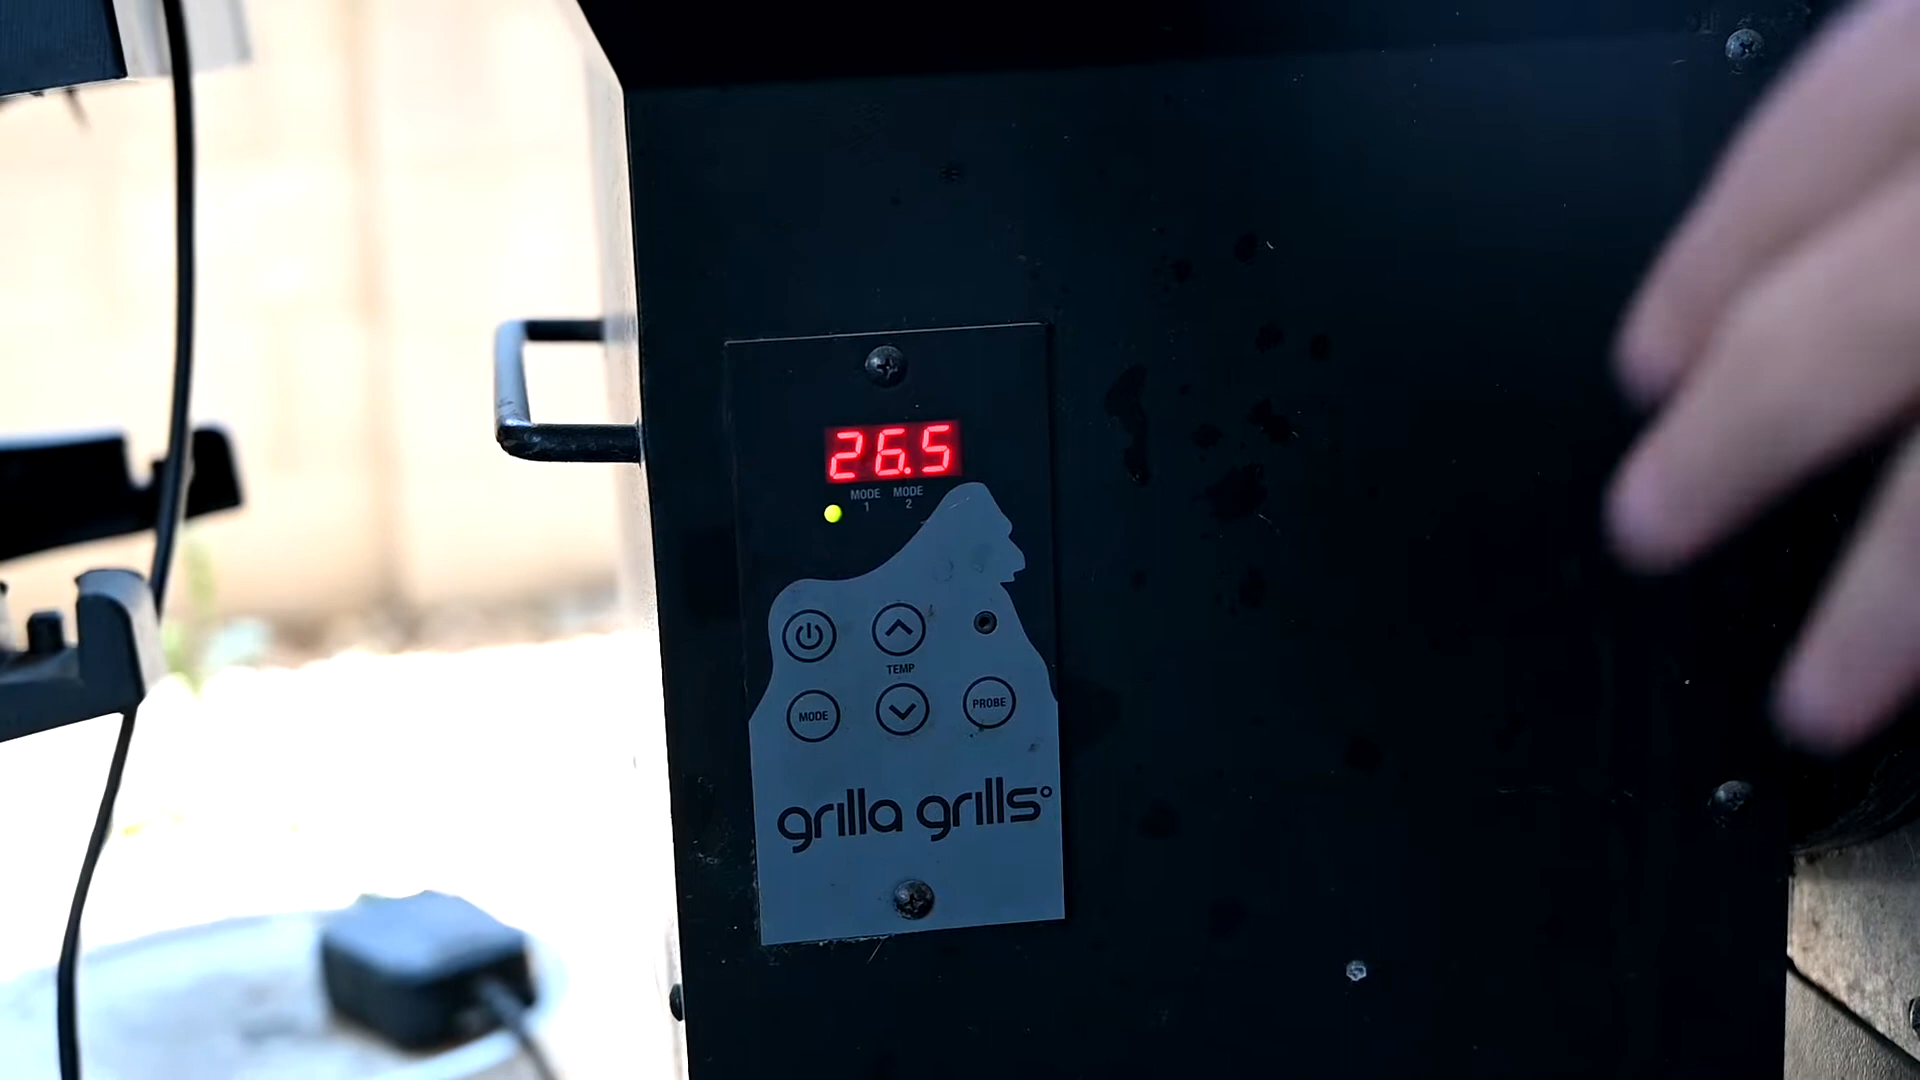 26.5
MODE 1
MODE 2
TEMP
MODE
PROBE
grilla grills